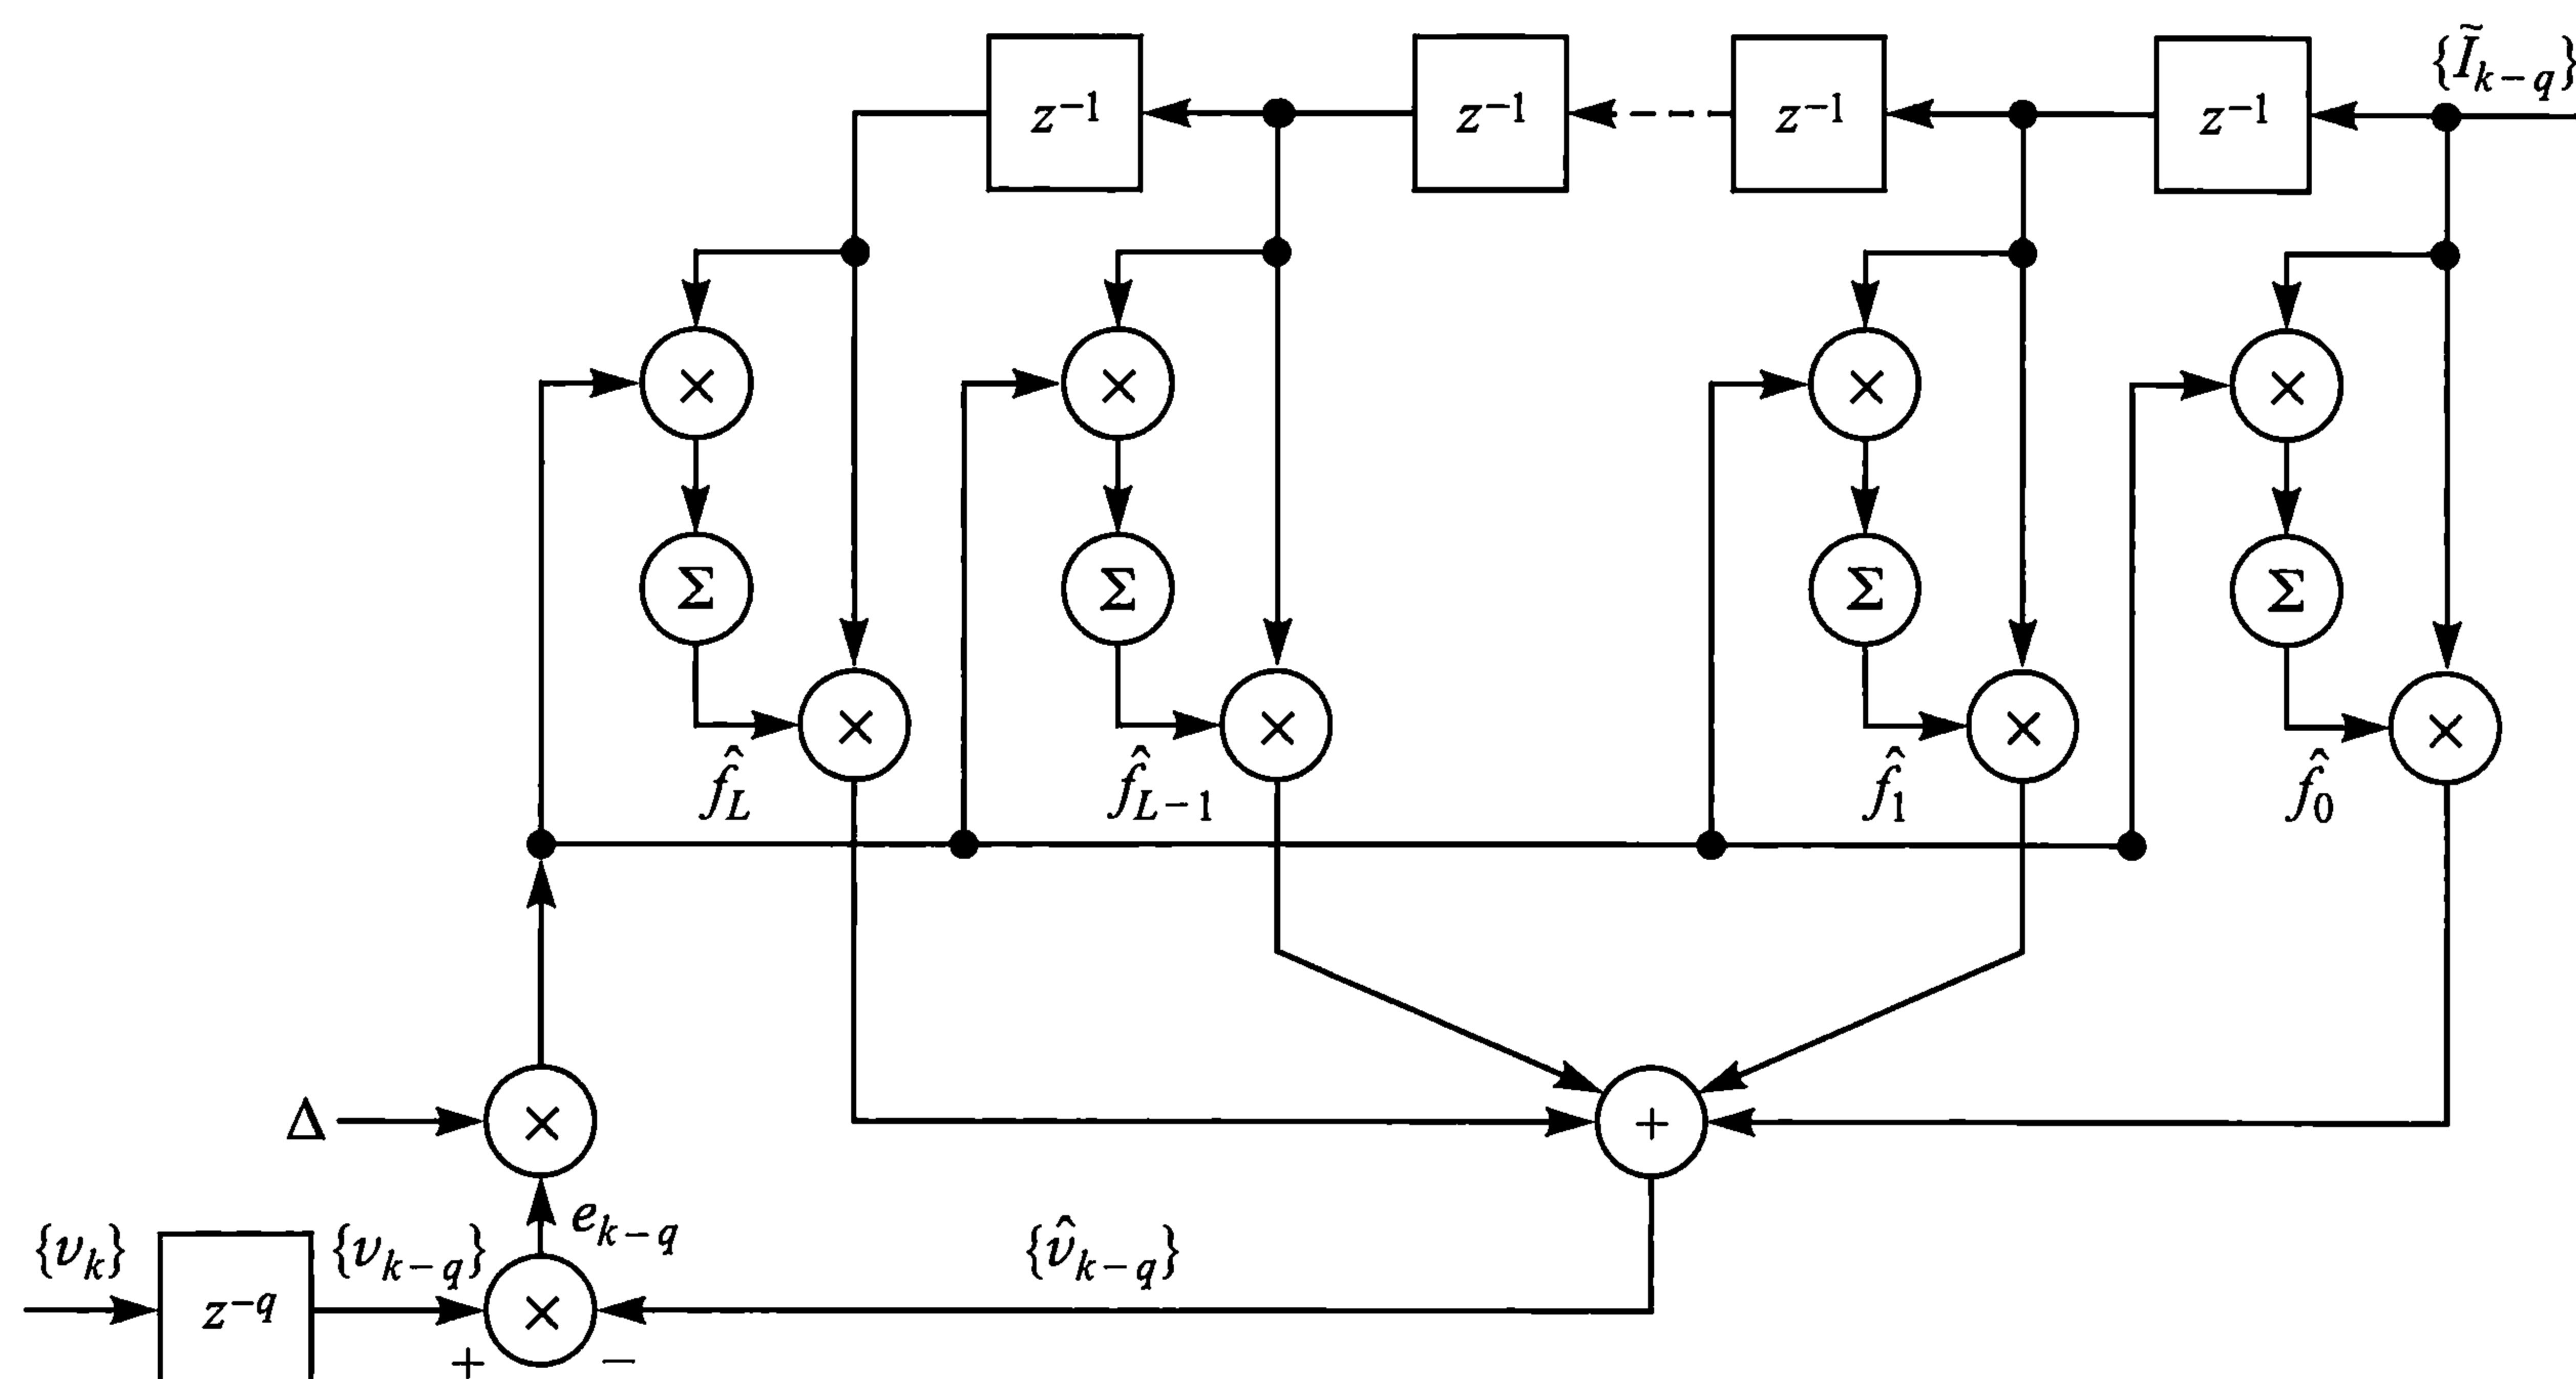 {Ĩ_{k−q}}
z⁻¹ z⁻¹ z⁻¹ z⁻¹
× × × ×
Σ Σ Σ Σ
× × × ×
f̂_L f̂_{L−1} f̂_1 f̂_0
Δ × +
e_{k−q}
{v_k} {v_{k−q}} {v̂_{k−q}}
z^{−q} ×
+ −